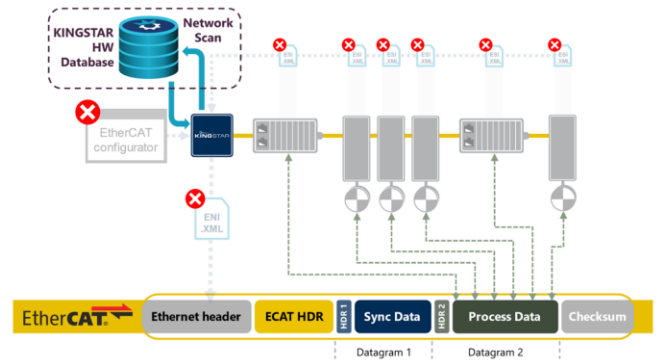 KINGSTAR
HW
Database
Network
Scan
ESI
.XML
ESI
.XML
ESI
.XML
ESI
.XML
ESI
.XML
ESI
.XML
EtherCAT
configurator
KINGSTAR
ENI
.XML
EtherCAT
Ethernet header
ECAT HDR
HDR 1
Sync Data
HDR 2
Process Data
Checksum
Datagram 1
Datagram 2